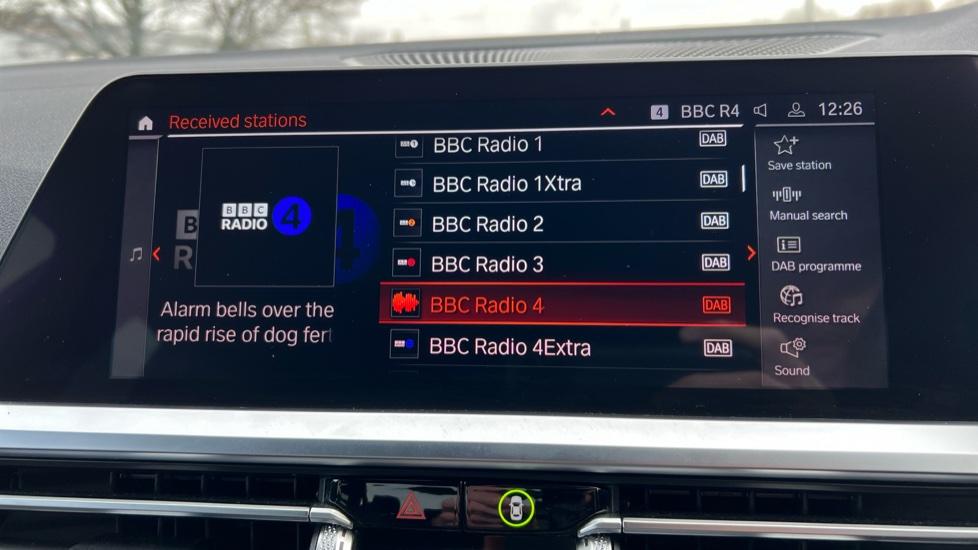 Received stations
4 BBC R4 12:26
BBC
RADIO 4
Alarm bells over the
rapid rise of dog fer
BBC Radio 1 DAB
BBC Radio 1Xtra DAB
BBC Radio 2 DAB
BBC Radio 3 DAB
BBC Radio 4 DAB
BBC Radio 4Extra DAB
Save station
Manual search
DAB programme
Recognise track
Sound